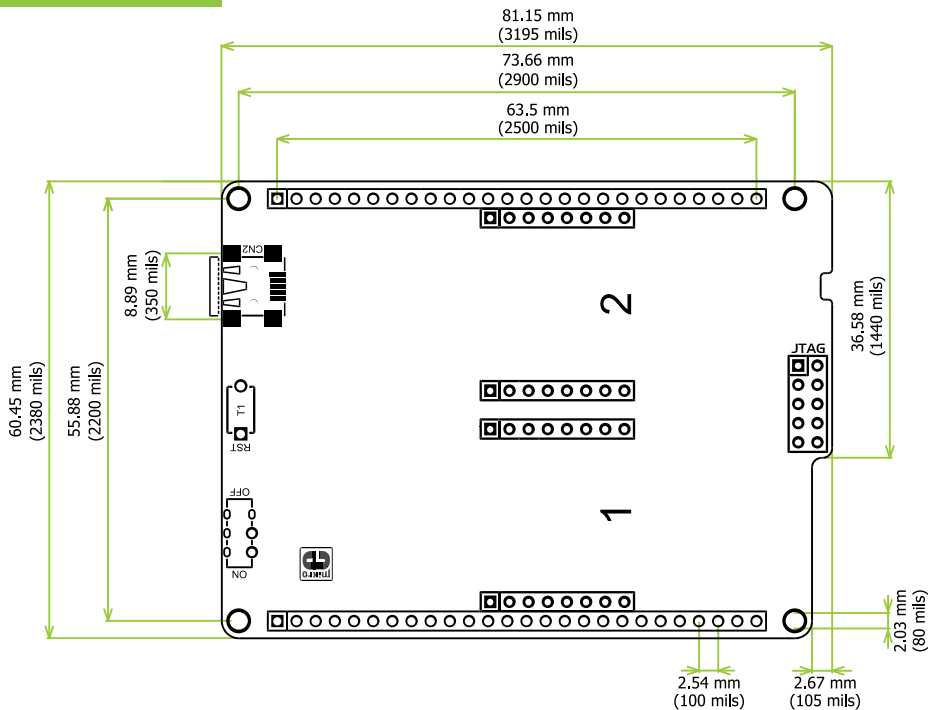 81.15 mm
(3195 mils)
73.66 mm
(2900 mils)
63.5 mm
(2500 mils)
CN2
8.89 mm
(350 mils)
2
36.58 mm
(1440 mils)
JTAG
60.45 mm
(2380 mils)
55.88 mm
(2200 mils)
T1
RST
OFF
1
ON
mikro
2.03 mm
(80 mils)
2.54 mm
(100 mils)
2.67 mm
(105 mils)